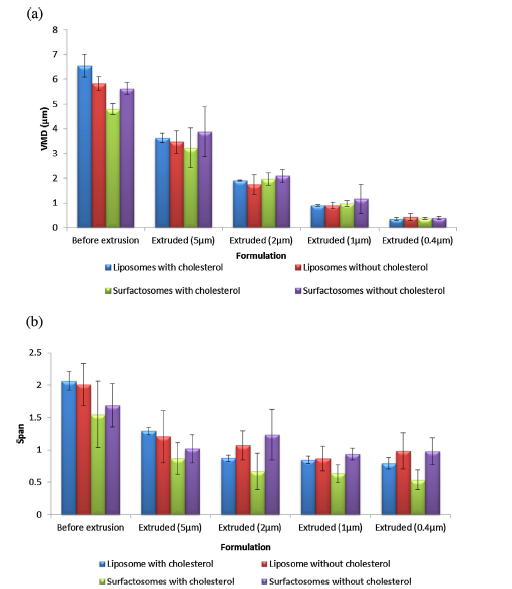 (a)
8
7
6
5
4
3
2
1
0
VMD (µm)
Before extrusion Extruded (5µm) Extruded (2µm) Extruded (1µm) Extruded (0.4µm)
Formulation
Liposomes with cholesterol Liposomes without cholesterol
Surfactosomes with cholesterol Surfactosomes without cholesterol
(b)
2.5
2
1.5
1
0.5
0
Span
Before extrusion Extruded (5µm) Extruded (2µm) Extruded (1µm) Extruded (0.4µm)
Formulation
Liposome with cholesterol Liposome without cholesterol
Surfactosomes with cholesterol Surfactosomes without cholesterol